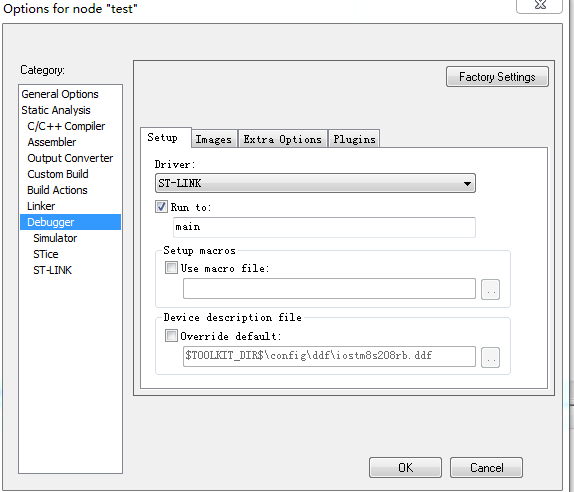 Options for node "test"
Category:
General Options
Static Analysis
C/C++ Compiler
Assembler
Output Converter
Custom Build
Build Actions
Linker
Debugger
Simulator
STice
ST-LINK
Factory Settings
Setup Images Extra Options Plugins
Driver:
ST-LINK
Run to:
main
Setup macros
Use macro file:
..
Device description file
Override default:
$TOOLKIT_DIR$\config\ddf\iostm8s208rb.ddf
..
OK Cancel